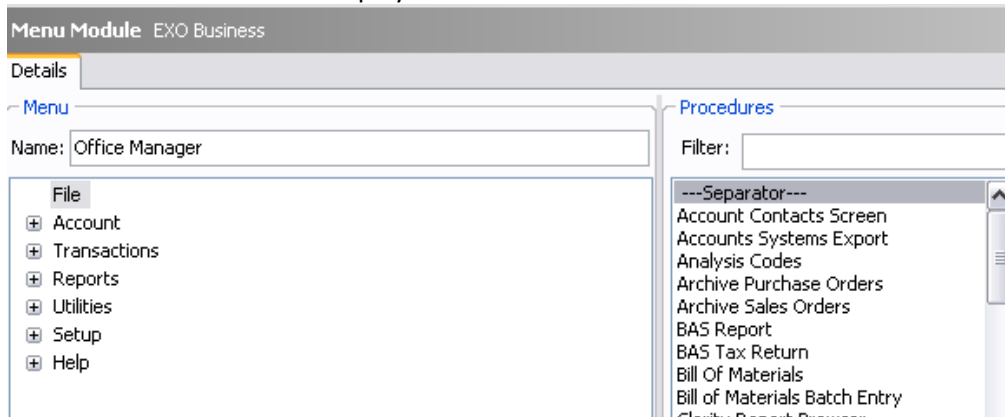 Menu Module EXO Business
Details
Menu
Name: Office Manager
File
Account
Transactions
Reports
Utilities
Setup
Help
Procedures
Filter:
---Separator---
Account Contacts Screen
Accounts Systems Export
Analysis Codes
Archive Purchase Orders
Archive Sales Orders
BAS Report
BAS Tax Return
Bill Of Materials
Bill of Materials Batch Entry